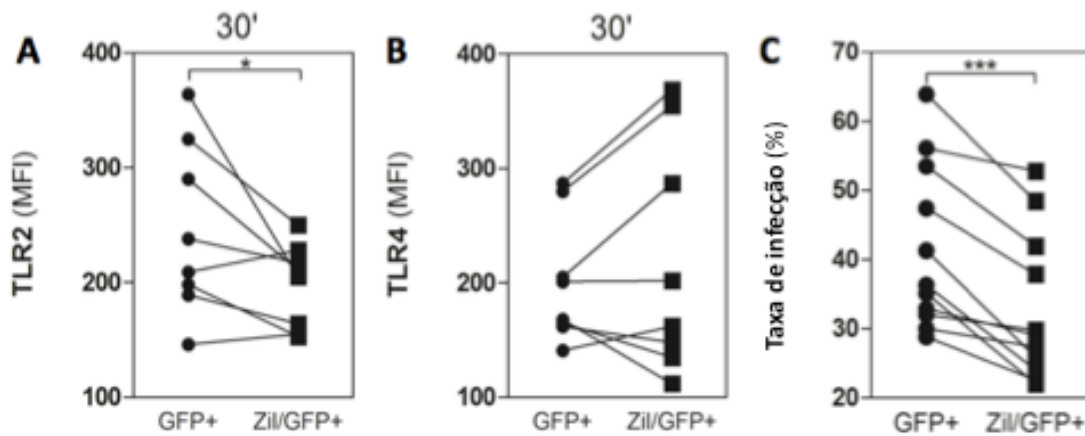 A
30'
*
400
300
200
100
TLR2 (MFI)
GFP+
Zil/GFP+
B
30'
400
300
200
100
TLR4 (MFI)
GFP+
Zil/GFP+
C
***
70
60
50
40
30
20
Taxa de infecção (%)
GFP+
Zil/GFP+